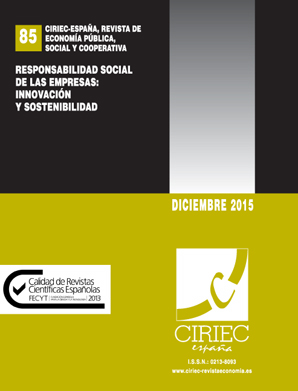 85
CIRIEC-ESPAÑA, REVISTA DE
ECONOMÍA PÚBLICA,
SOCIAL Y COOPERATIVA
RESPONSABILIDAD SOCIAL
DE LAS EMPRESAS:
INNOVACIÓN
Y SOSTENIBILIDAD
DICIEMBRE 2015
Calidad de Revistas
Científicas Españolas
FECYT
2013
CIRIEC
españa
I.S.S.N.: 0213-8093
www.ciriec-revistaeconomia.es